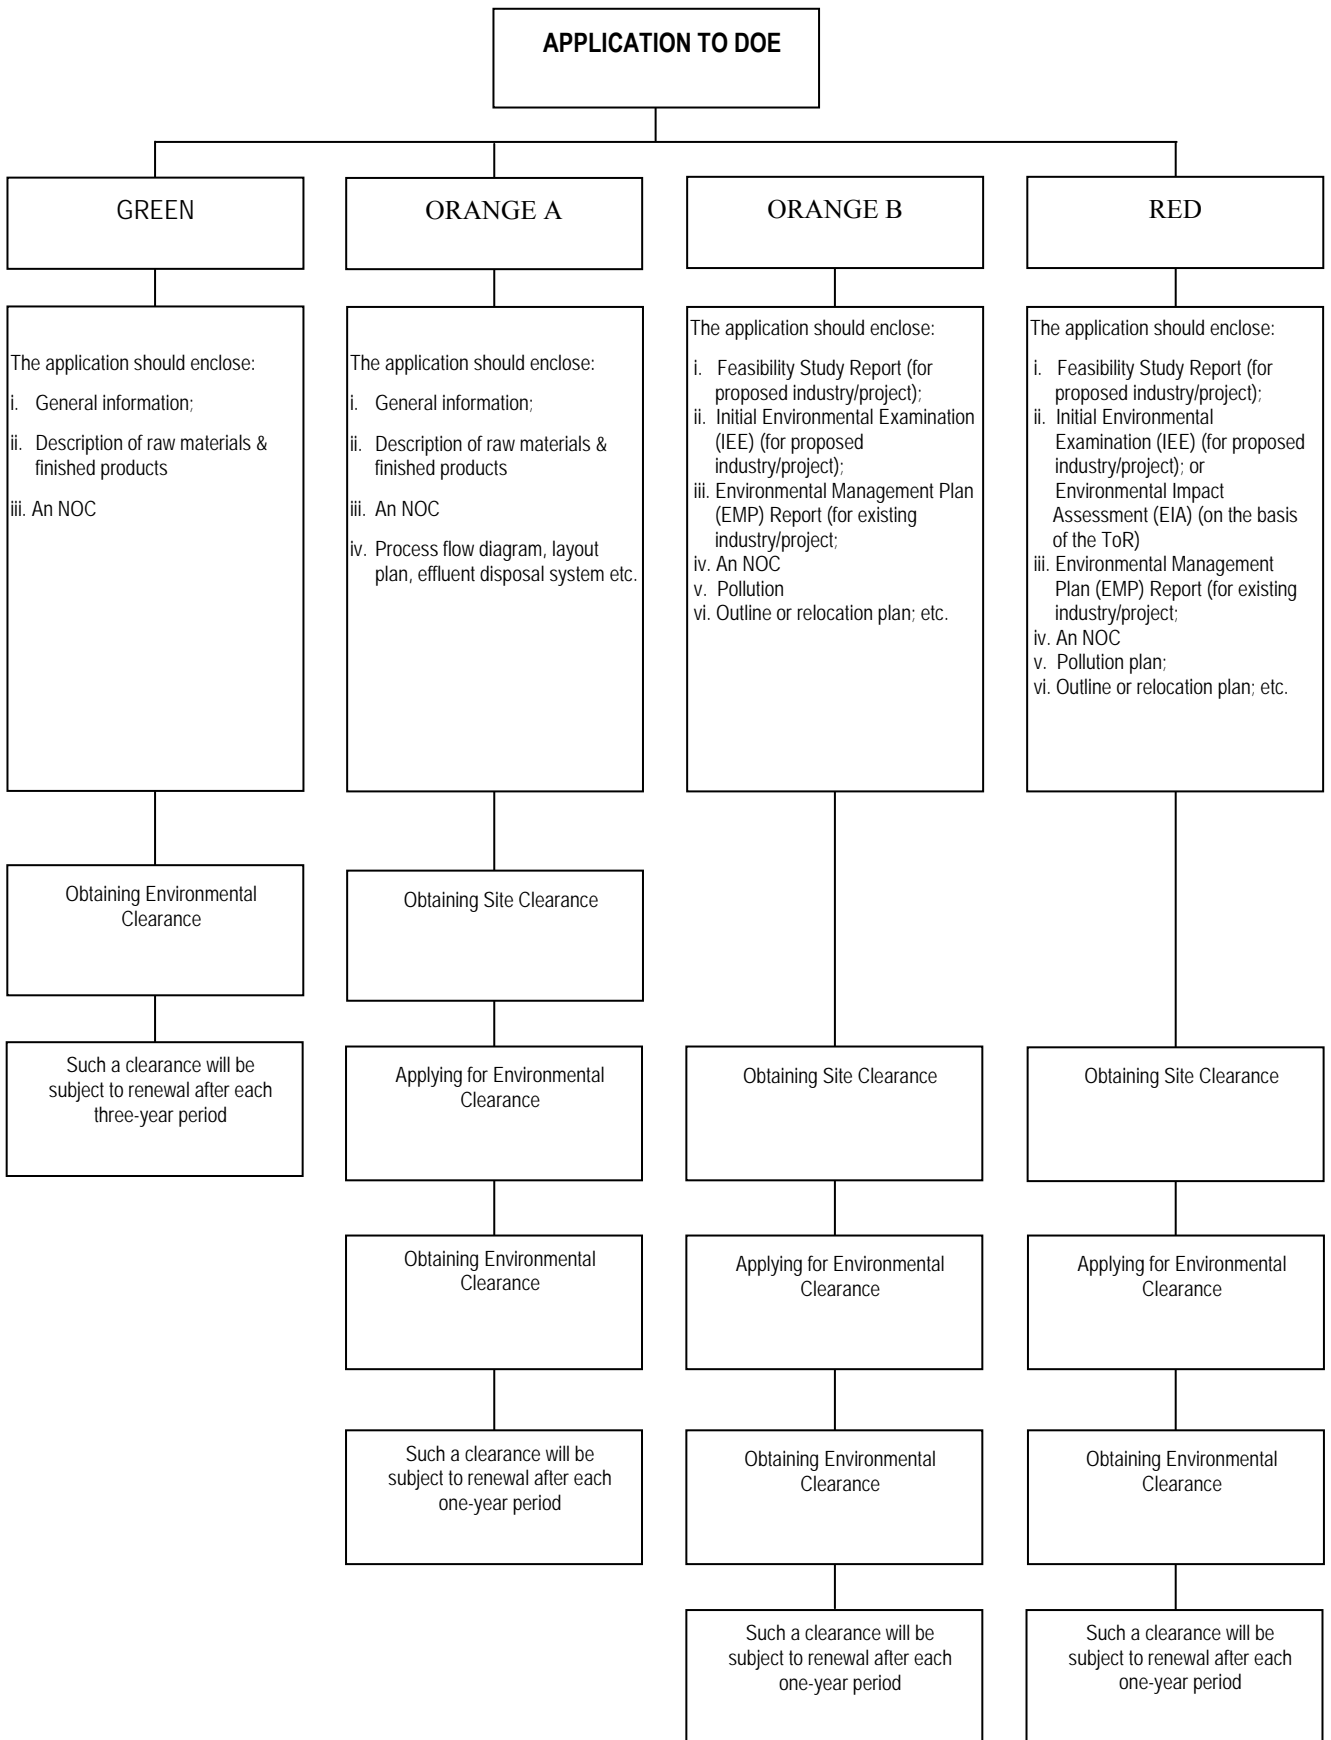 APPLICATION TO DOE
GREEN
ORANGE A
ORANGE B
RED
The application should enclose:
i. General information;
ii. Description of raw materials &
finished products
iii. An NOC
The application should enclose:
i. General information;
ii. Description of raw materials &
finished products
iii. An NOC
iv. Process flow diagram, layout
plan, effluent disposal system etc.
The application should enclose:
i. Feasibility Study Report (for
proposed industry/project);
ii. Initial Environmental Examination
(IEE) (for proposed
industry/project);
iii. Environmental Management Plan
(EMP) Report (for existing
industry/project;
iv. An NOC
v. Pollution
vi. Outline or relocation plan; etc.
The application should enclose:
i. Feasibility Study Report (for
proposed industry/project);
ii. Initial Environmental
Examination (IEE) (for proposed
industry/project); or
Environmental Impact
Assessment (EIA) (on the basis
of the ToR)
iii. Environmental Management
Plan (EMP) Report (for existing
industry/project;
iv. An NOC
v. Pollution plan;
vi. Outline or relocation plan; etc.
Obtaining Environmental
Clearance
Obtaining Site Clearance
Such a clearance will be
subject to renewal after each
three-year period
Applying for Environmental
Clearance
Obtaining Site Clearance
Obtaining Site Clearance
Obtaining Environmental
Clearance
Applying for Environmental
Clearance
Applying for Environmental
Clearance
Such a clearance will be
subject to renewal after each
one-year period
Obtaining Environmental
Clearance
Obtaining Environmental
Clearance
Such a clearance will be
subject to renewal after each
one-year period
Such a clearance will be
subject to renewal after each
one-year period